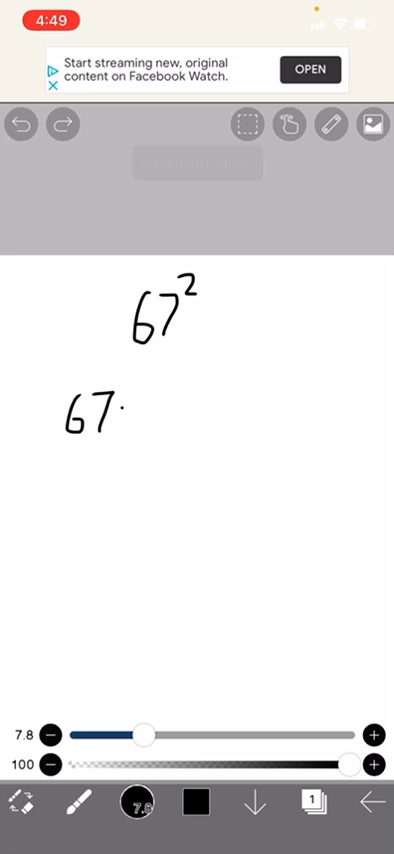 4:49
Start streaming new, original
content on Facebook Watch.
OPEN
67²
67·
7.8
100
7.8
1